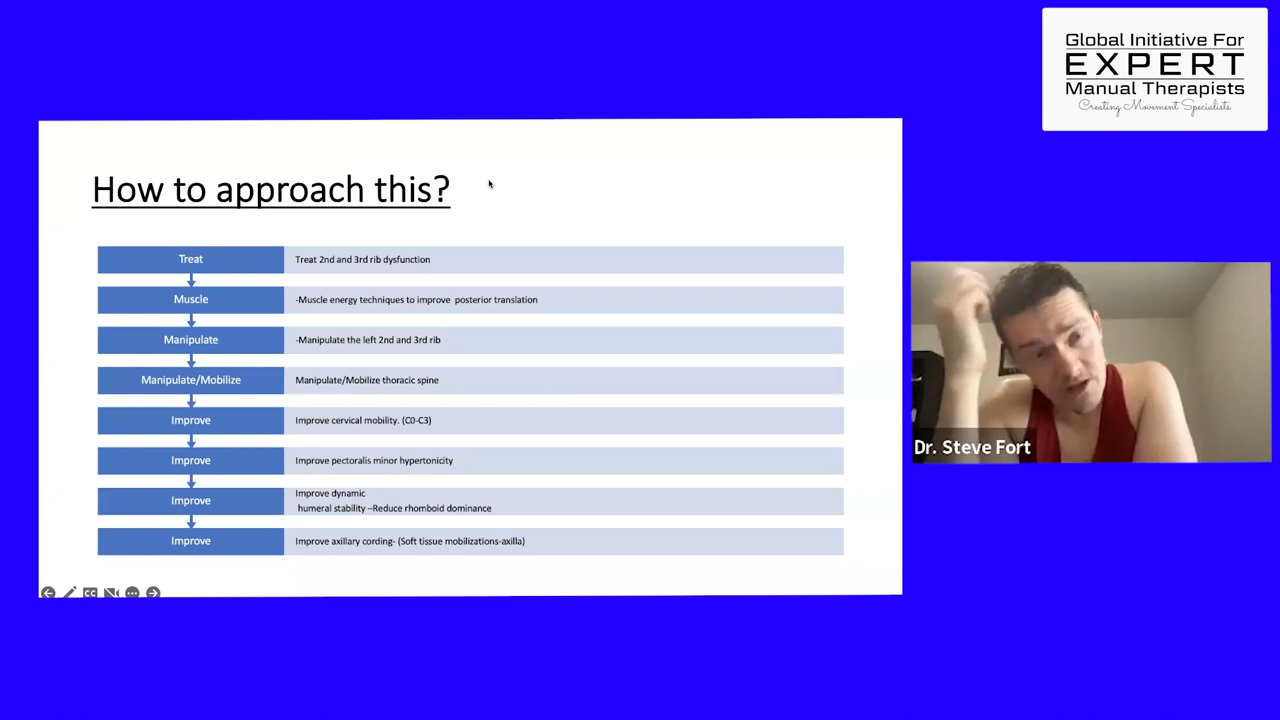 Global Initiative For
EXPERT
Manual Therapists
Creating Movement Specialists
How to approach this?
Treat
Treat 2nd and 3rd rib dysfunction
Muscle
-Muscle energy techniques to improve  posterior translation
Manipulate
-Manipulate the left 2nd and 3rd rib
Manipulate/Mobilize
Manipulate/Mobilize thoracic spine
Improve
Improve cervical mobility. (C0-C3)
Improve
Improve pectoralis minor hypertonicity
Improve
Improve dynamic
humeral stability –Reduce rhomboid dominance
Improve
Improve axillary cording- (Soft tissue mobilizations-axilla)
CC
Dr. Steve Fort